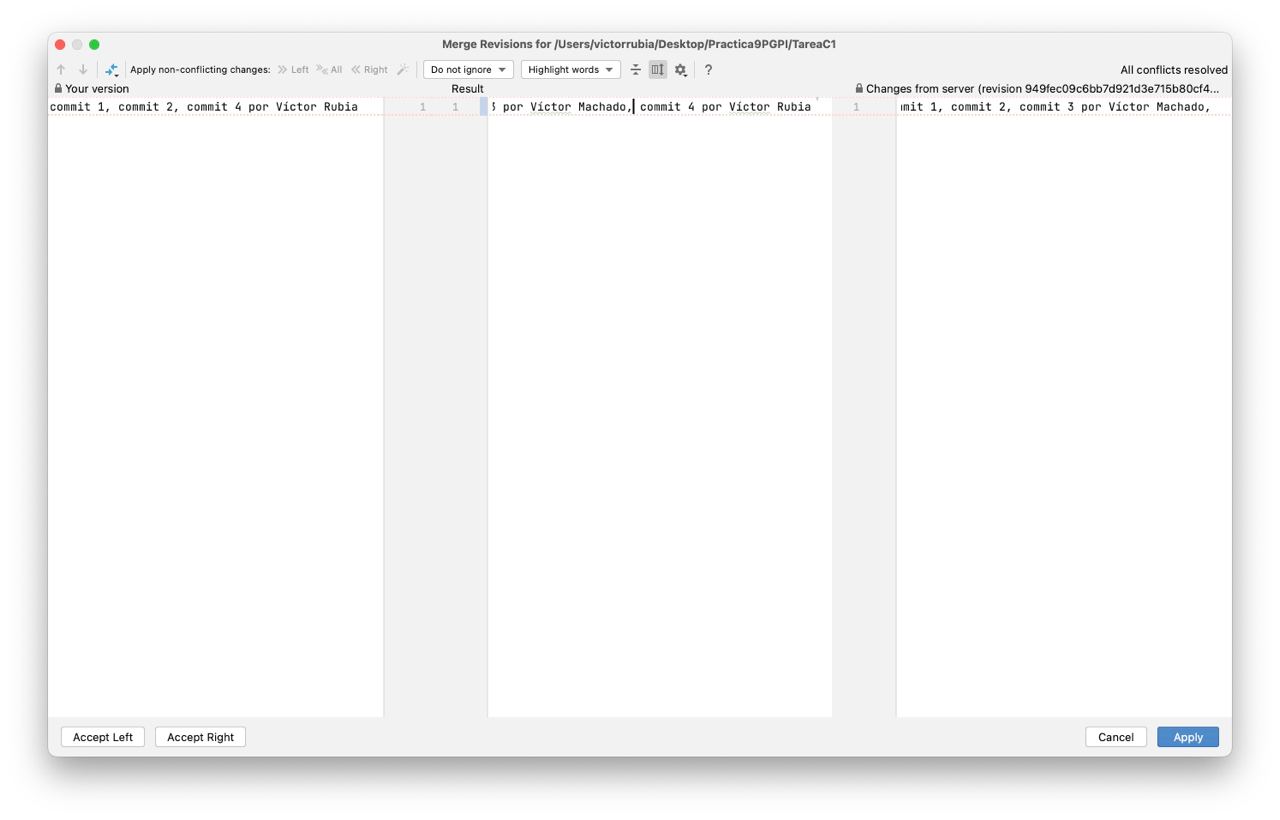 Merge Revisions for /Users/victorrubia/Desktop/Practica9PGPI/TareaC1
Apply non-conflicting changes: Left All Right Do not ignore Highlight words ? All conflicts resolved
Your version Result Changes from server (revision 949fec09c6bb7d921d3e715b80cf4...
commit 1, commit 2, commit 4 por Víctor Rubia 1 1 3 por Víctor Machado, commit 4 por Víctor Rubia 1 mit 1, commit 2, commit 3 por Víctor Machado,
Accept Left Accept Right Cancel Apply